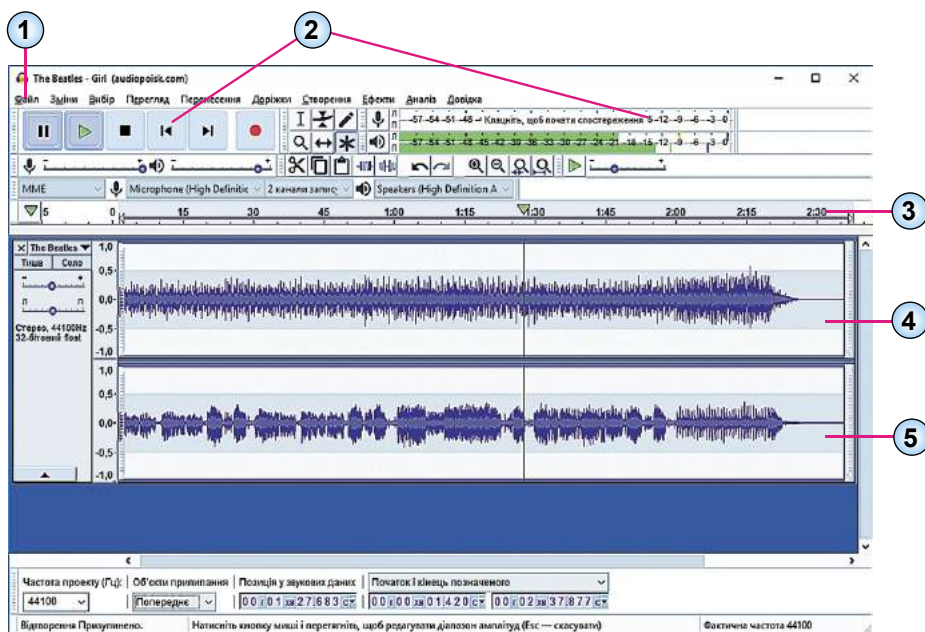 1
2
The Beatles - Girl (audiopoisk.com)
Файл Зміни Вибір Перегляд Перенесення Доріжки Створення Ефекти Аналіз Довідка
-57 -54 -51 -48 - Клацніть, щоб почати спостереження 5 -12 -9 -6 -3 0
-57 -54 -51 -48 -45 -42 -39 -36 -33 -30 -27 -24 -21 -18 -15 -12 -9 -6 -3 0
MME Microphone (High Definitic 2 канали запис Speakers (High Definition A
5 0 15 30 45 1:00 1:15 1:30 1:45 2:00 2:15 2:30
3
The Beatles 1,0
Тиша Соло
0,5
- +
0,0
Л П
Стерео, 44100Hz -0,5
32-бітовий float
-1,0
4
1,0
0,5
0,0
-0,5
-1,0
5
Частота проекту (Гц): Об'єкти прилипання Позиція у звукових даних Початок і кінець позначеного
44100 Попереднє 00 г 01 хв 27,683 с 00 г 00 хв 01,420 с 00 г 02 хв 37,877 с
Відтворення Призупинено. Натисніть кнопку миші і перетягніть, щоб редагувати діапазон амплітуд (Esc — скасувати) Фактична частота 44100